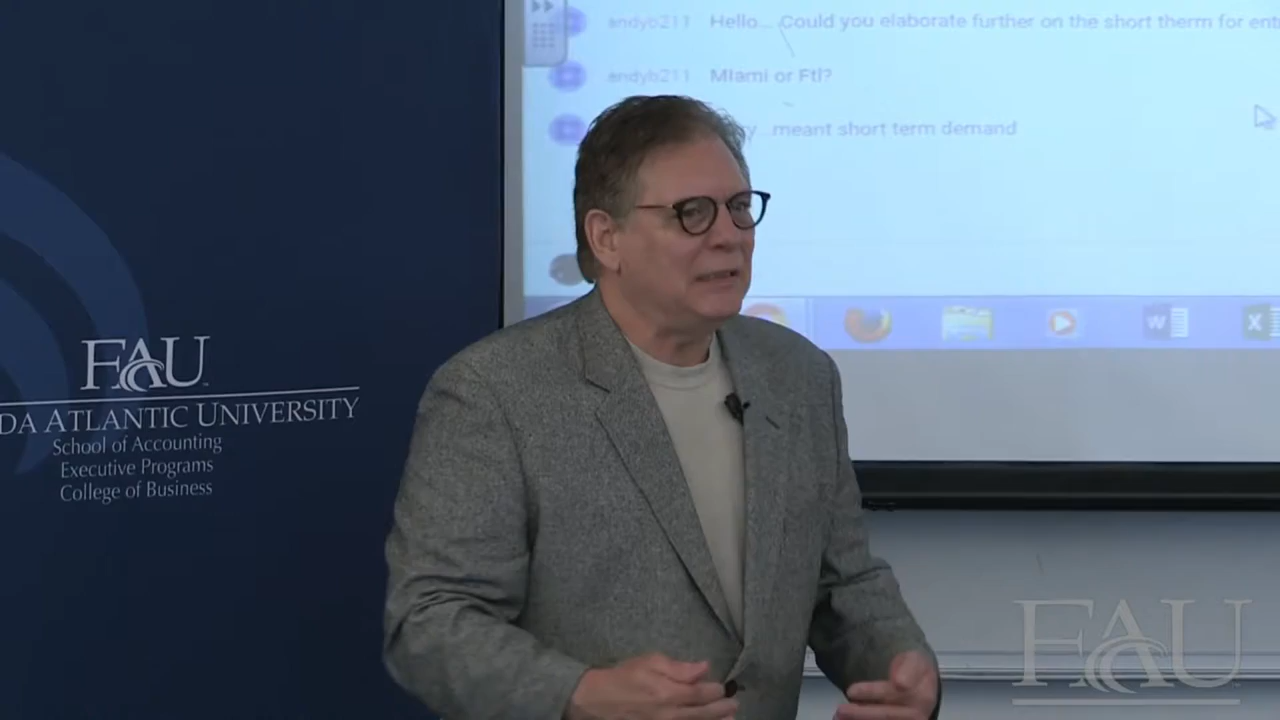 FAU
DA ATLANTIC UNIVERSITY
School of Accounting
Executive Programs
College of Business
andyb211 Hello... Could you elaborate further on the short therm for ent
andyb211 MIami or Ftl?
meant short term demand
W
X
FAU